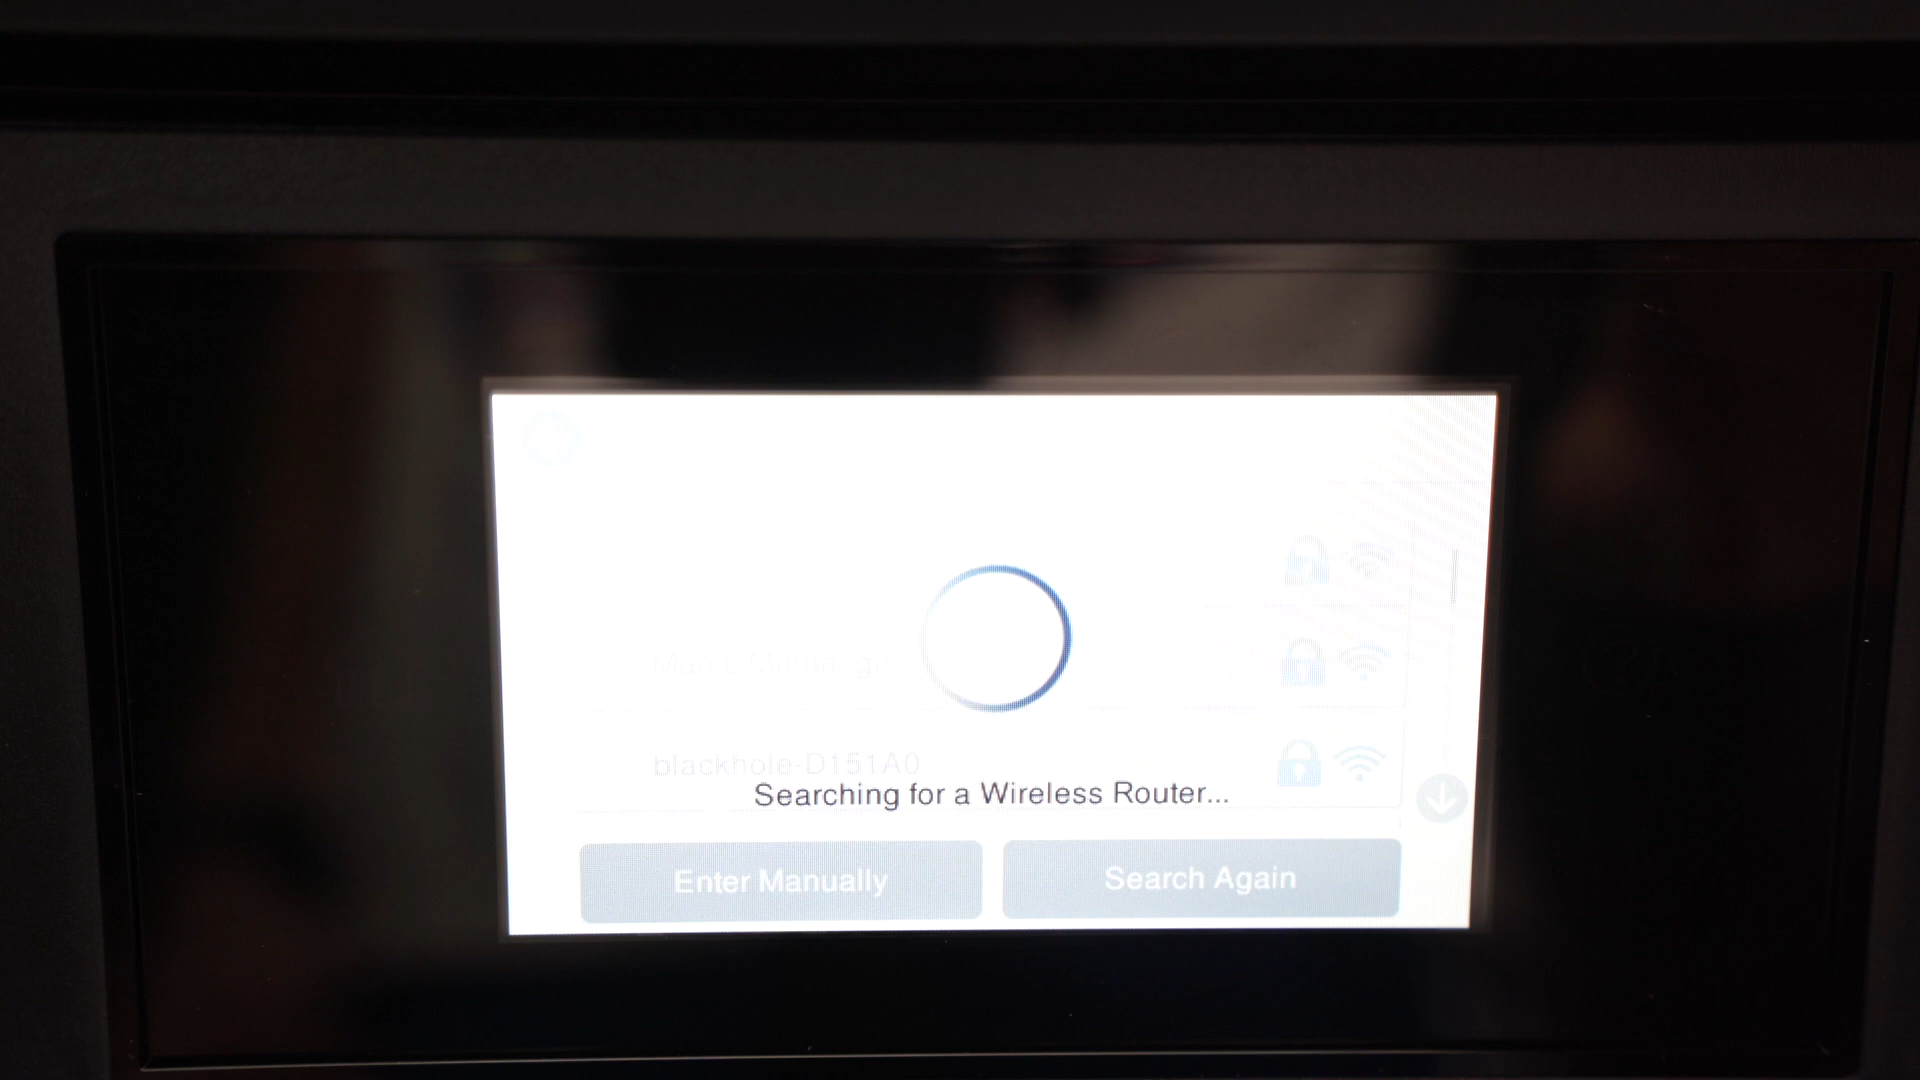 blackhole-D151A0
Searching for a Wireless Router...
Enter Manually
Search Again